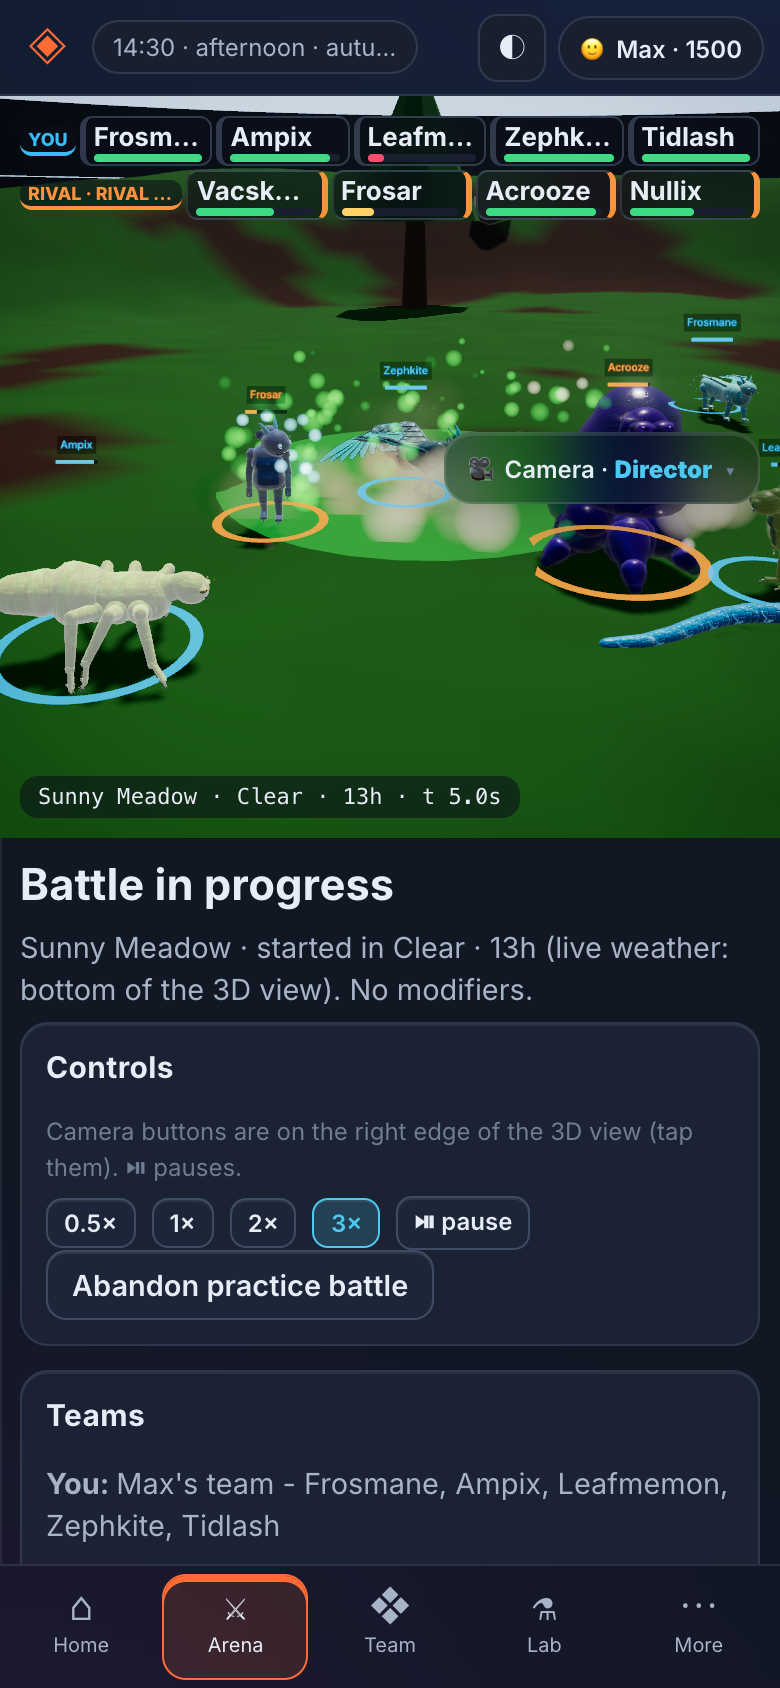 14:30 · afternoon · autu...
Max · 1500
YOU
Frosm...
Ampix
Leafm...
Zephk...
Tidlash
RIVAL · RIVAL ...
Vacsk...
Frosar
Acrooze
Nullix
Frosmane
Acrooze
Zephkite
Frosar
Ampix
Lea
Camera · Director
Sunny Meadow · Clear · 13h · t 5.0s
Battle in progress
Sunny Meadow · started in Clear · 13h (live weather:
bottom of the 3D view). No modifiers.
Controls
Camera buttons are on the right edge of the 3D view (tap
them). ⏯ pauses.
0.5×
1×
2×
3×
⏯ pause
Abandon practice battle
Teams
You: Max's team - Frosmane, Ampix, Leafmemon,
Zephkite, Tidlash
Home
Arena
Team
Lab
More